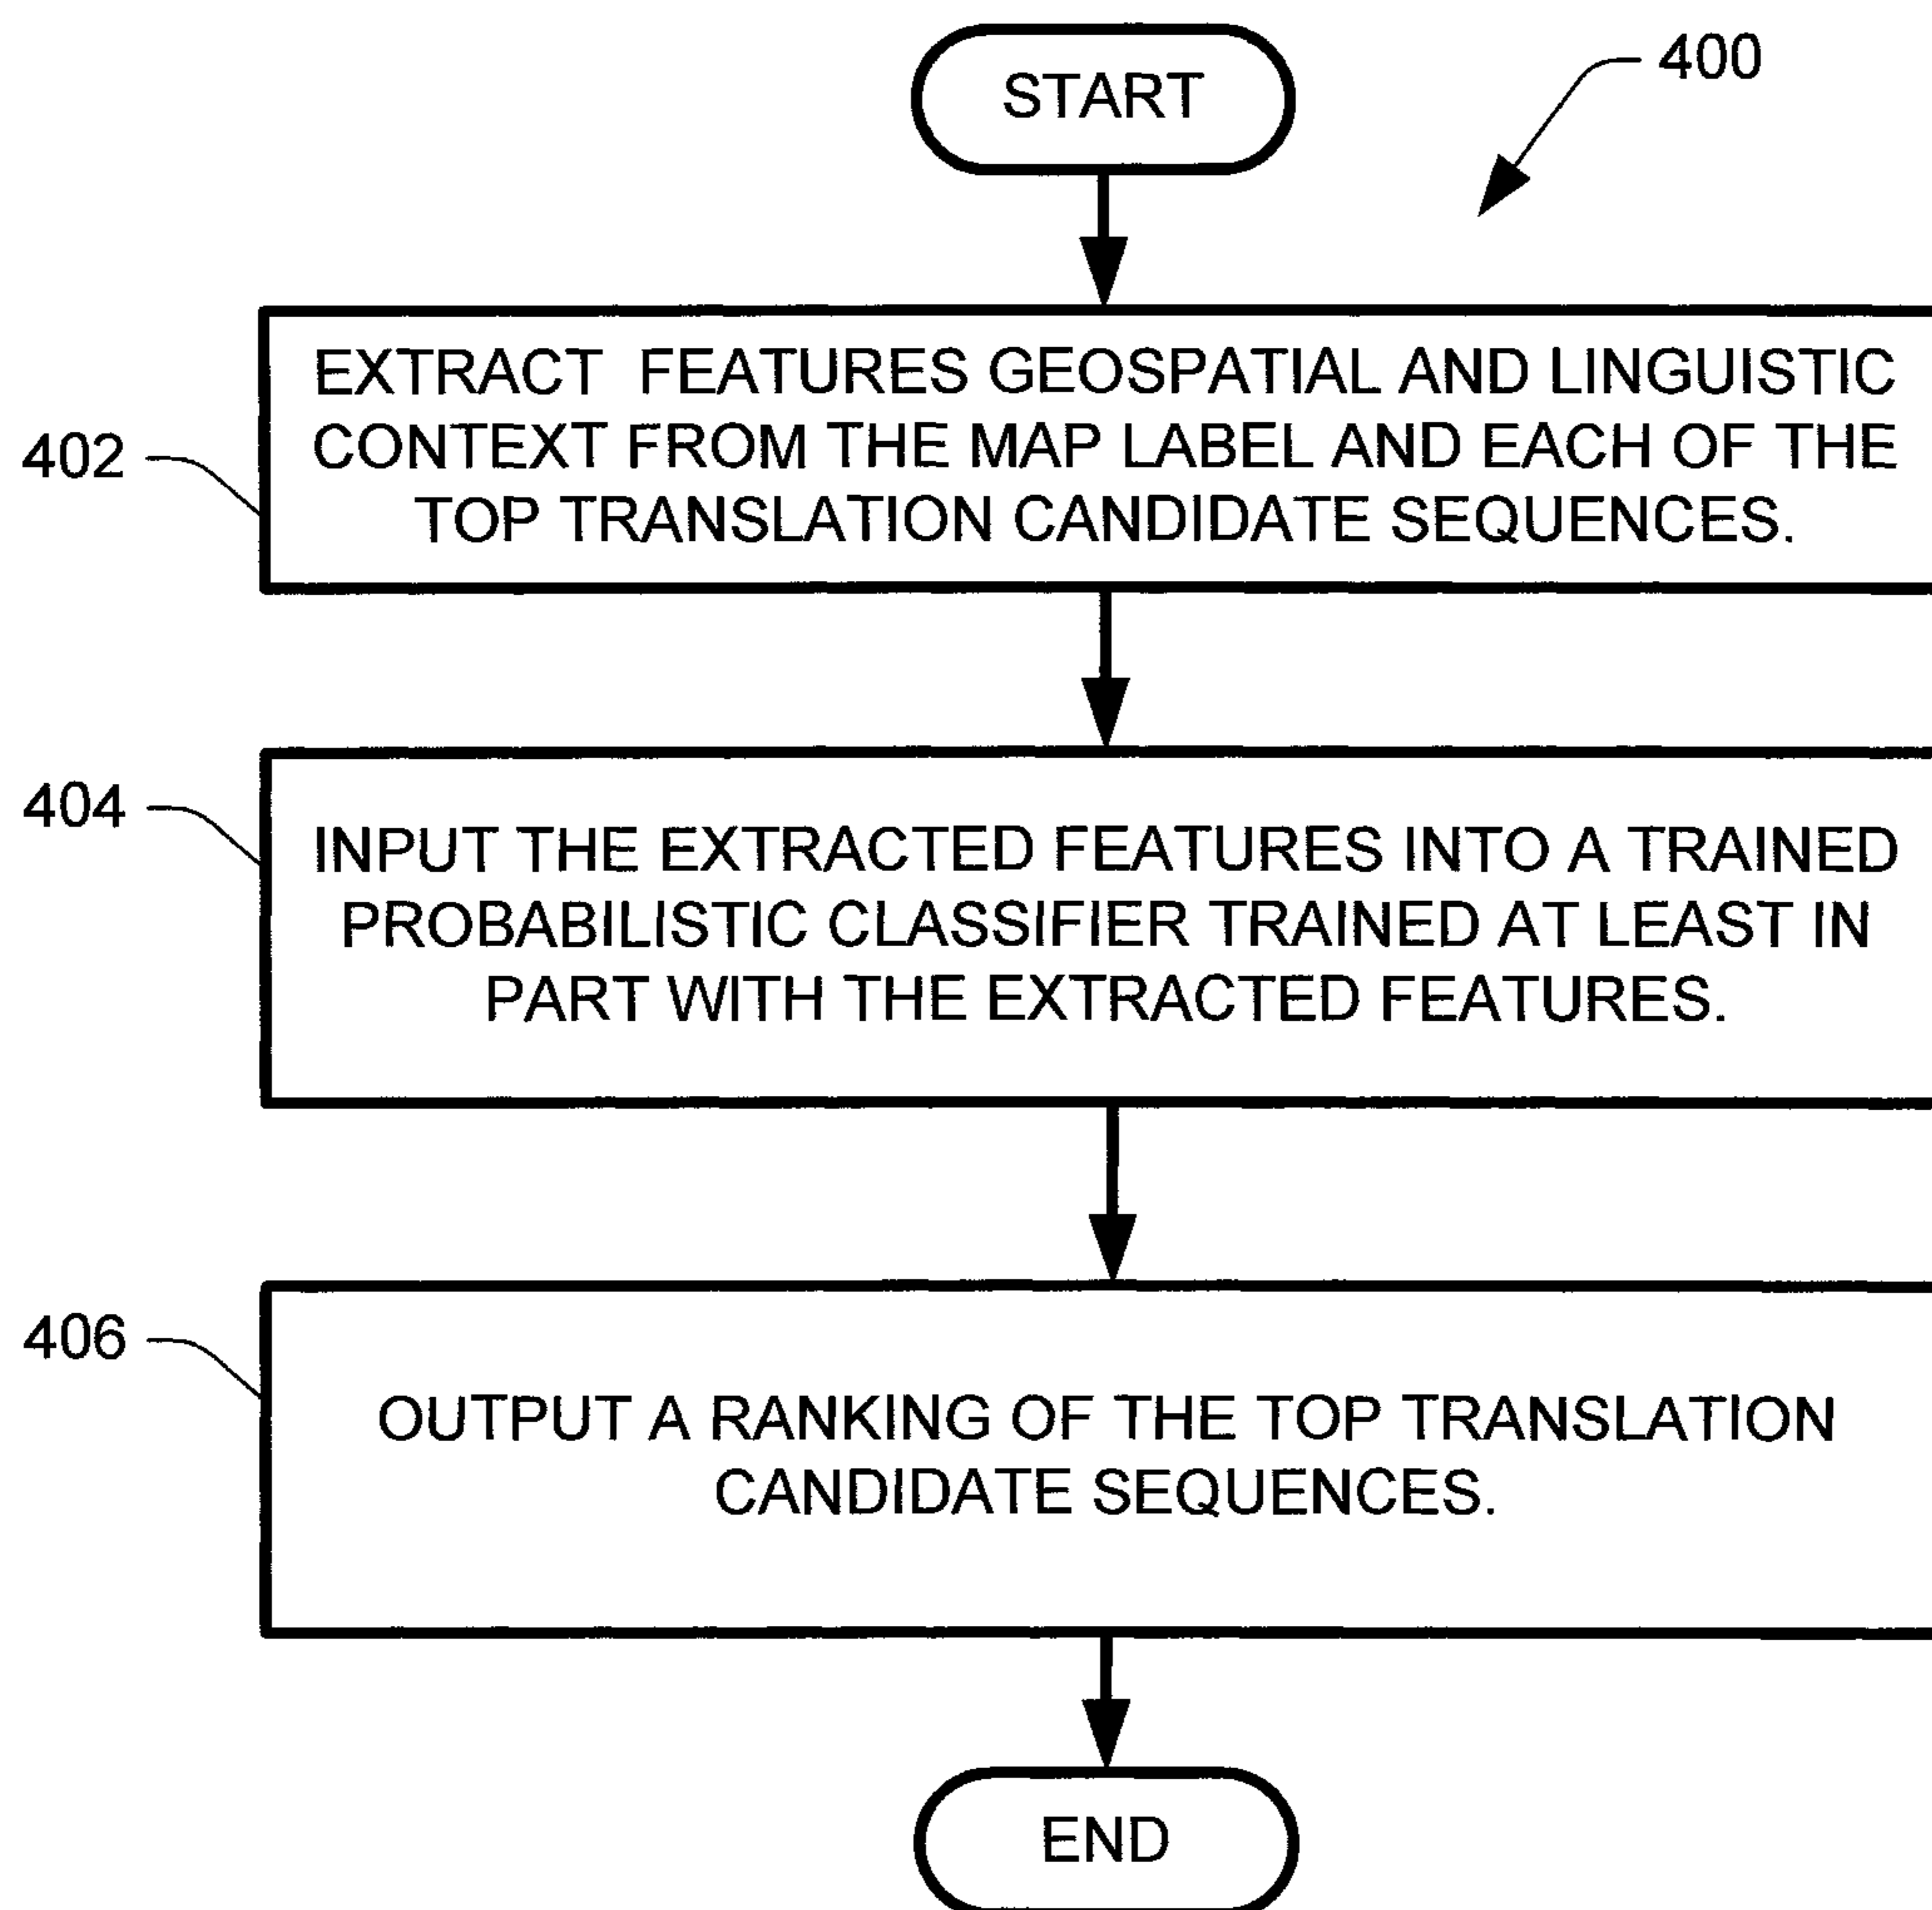 START
400
402
EXTRACT FEATURES GEOSPATIAL AND LINGUISTIC
CONTEXT FROM THE MAP LABEL AND EACH OF THE
TOP TRANSLATION CANDIDATE SEQUENCES.
404
INPUT THE EXTRACTED FEATURES INTO A TRAINED
PROBABILISTIC CLASSIFIER TRAINED AT LEAST IN
PART WITH THE EXTRACTED FEATURES.
406
OUTPUT A RANKING OF THE TOP TRANSLATION
CANDIDATE SEQUENCES.
END